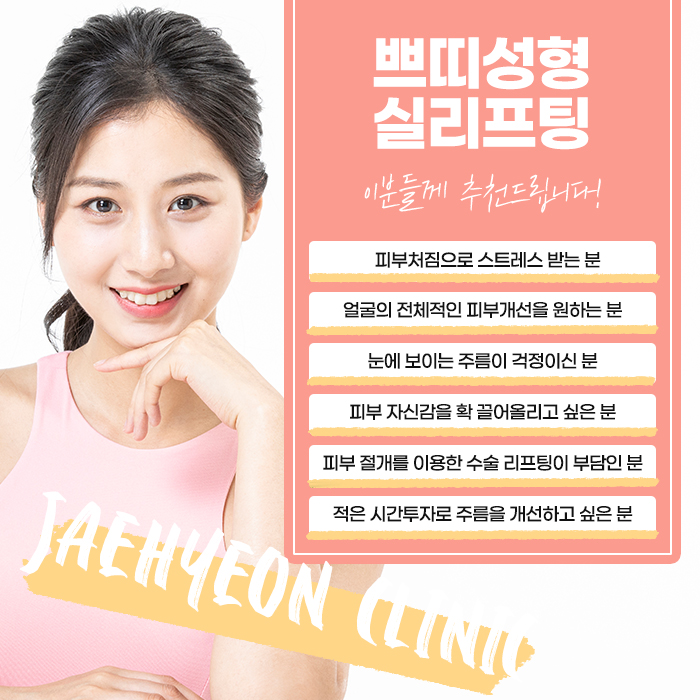 쁘띠성형
실리프팅
이분들께 추천드립니다!
피부처짐으로 스트레스 받는 분
얼굴의 전체적인 피부개선을 원하는 분
눈에 보이는 주름이 걱정이신 분
피부 자신감을 확 끌어올리고 싶은 분
피부 절개를 이용한 수술 리프팅이 부담인 분
적은 시간투자로 주름을 개선하고 싶은 분
JAEHYEON CLINIC